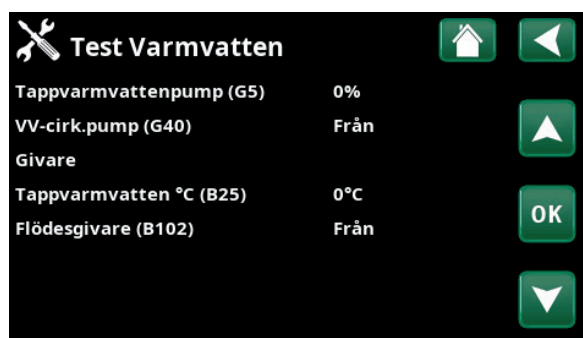 Test Varmvatten
Tappvarmvattenpump (G5) 0%
VV-cirk.pump (G40) Från
Givare
Tappvarmvatten °C (B25) 0°C
Flödesgivare (B102) Från
OK